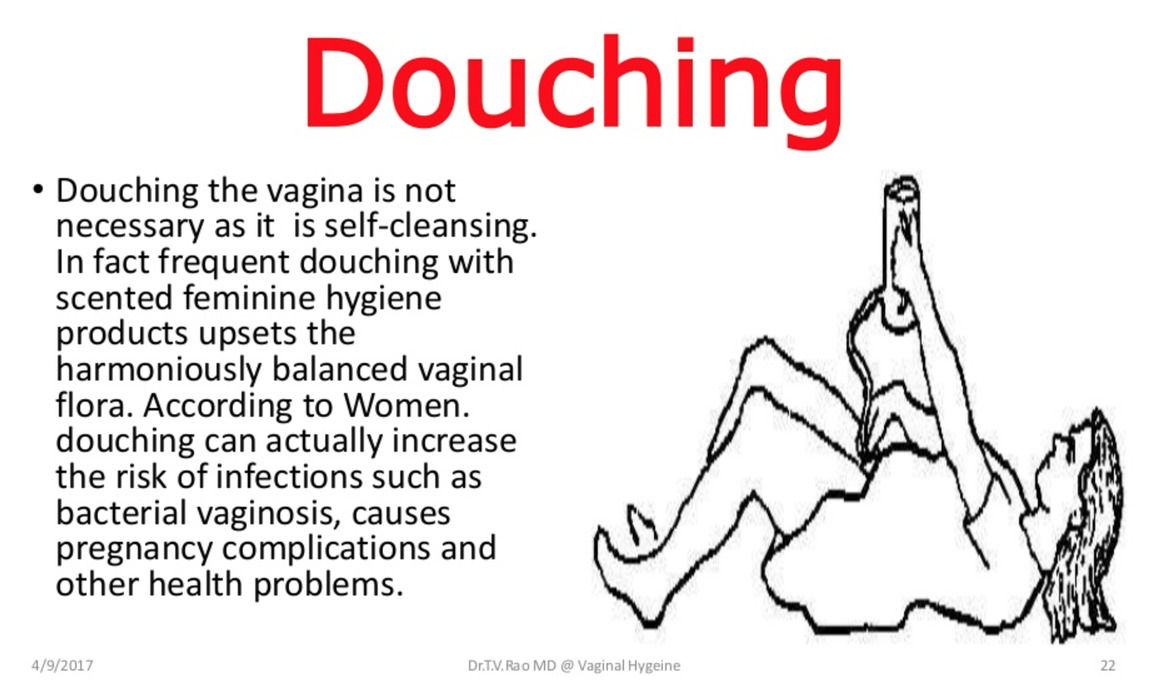 Douching
• Douching the vagina is not
necessary as it  is self-cleansing.
In fact frequent douching with
scented feminine hygiene
products upsets the
harmoniously balanced vaginal
flora. According to Women.
douching can actually increase
the risk of infections such as
bacterial vaginosis, causes
pregnancy complications and
other health problems.
4/9/2017
Dr.T.V.Rao MD @ Vaginal Hygeine
22